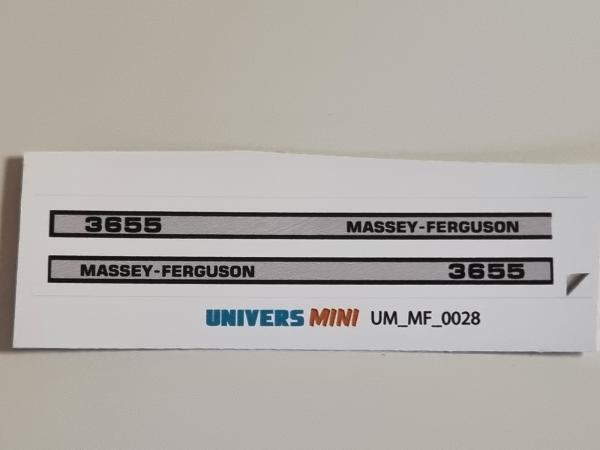 3655 MASSEY-FERGUSON
MASSEY-FERGUSON 3655
UNIVERS MINI UM_MF_0028